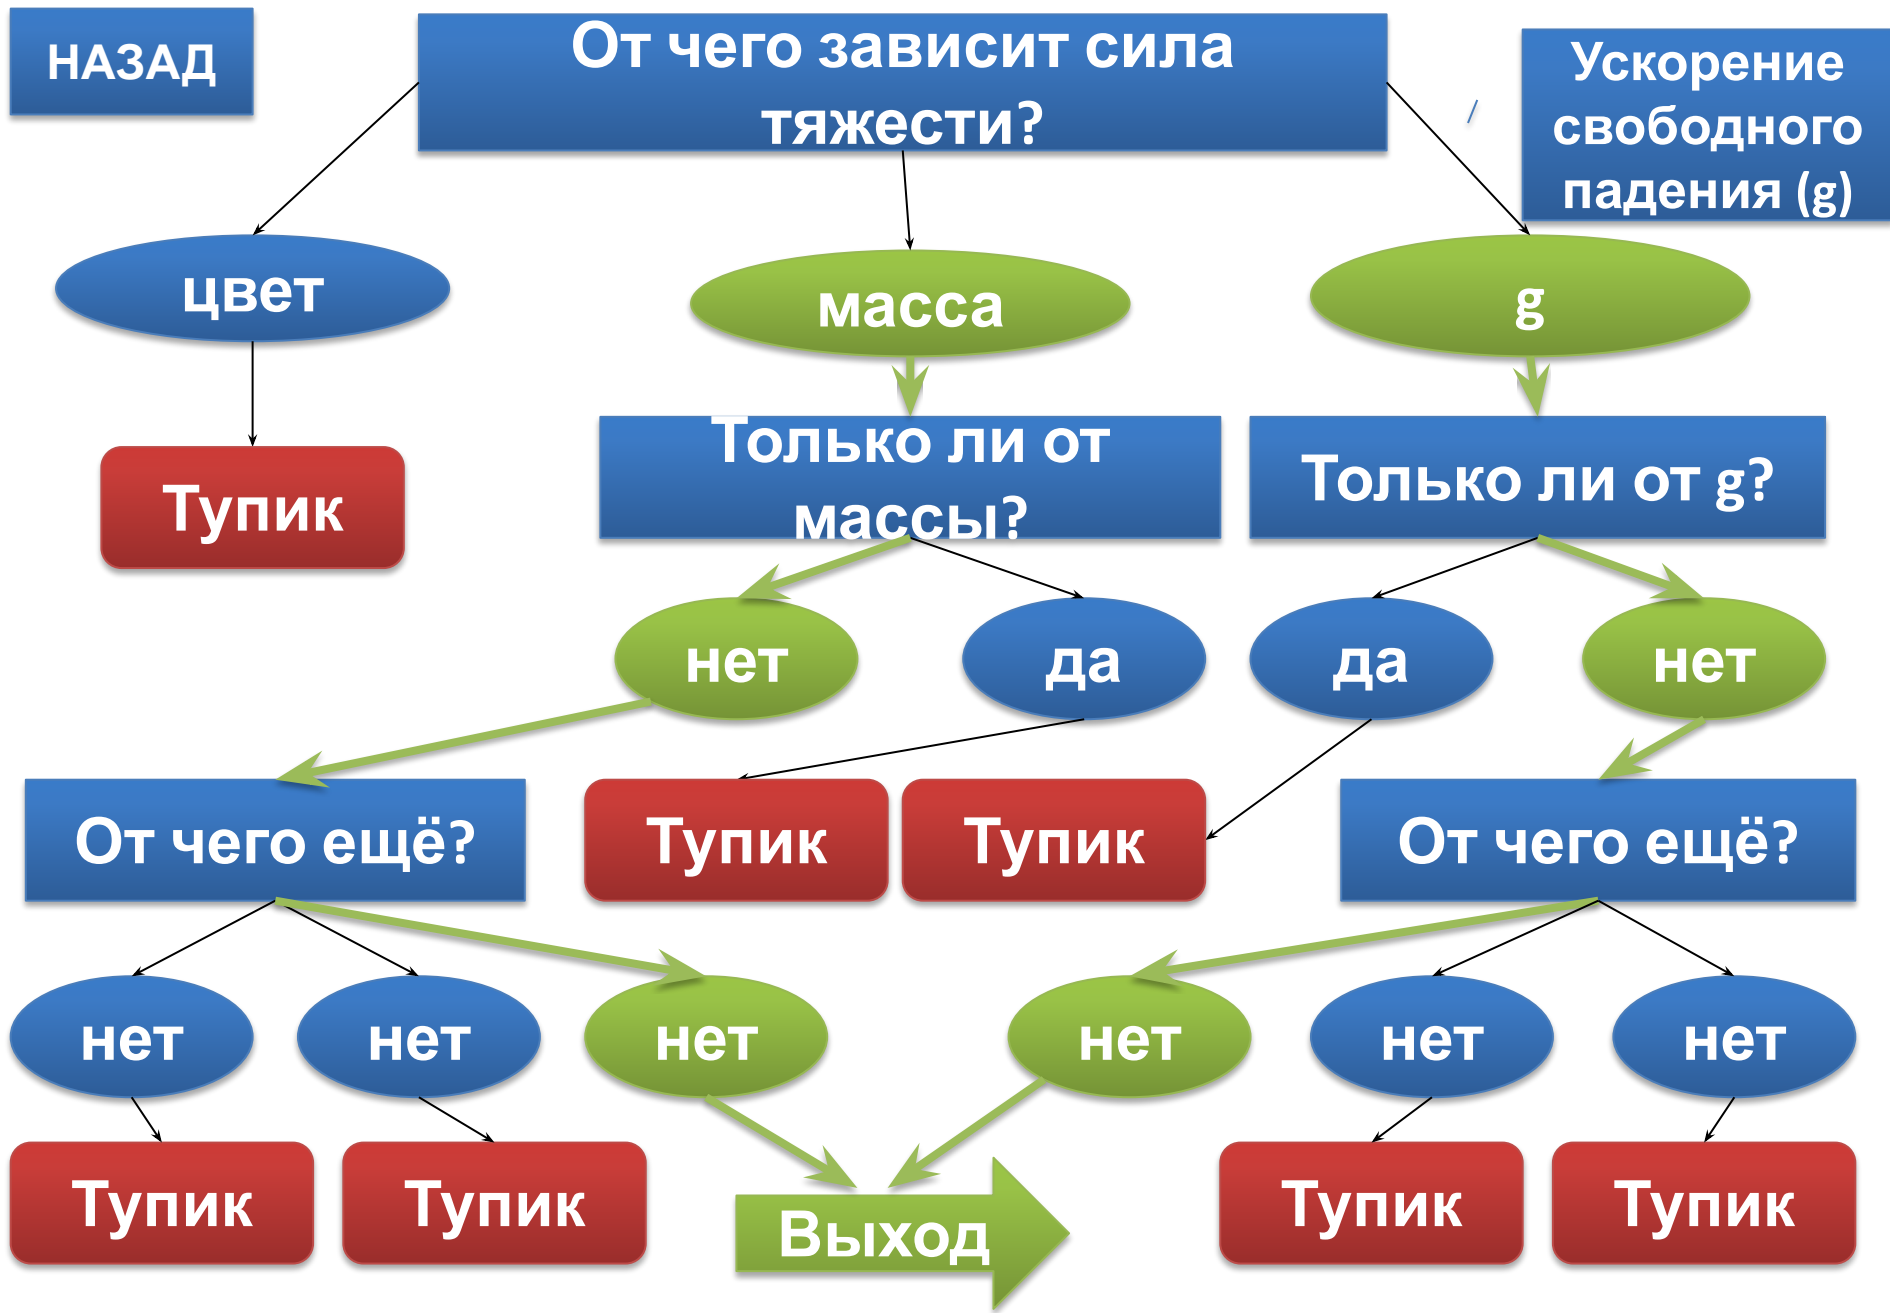 НАЗАД
От чего зависит сила
тяжести?
/
Ускорение
свободного
падения (g)
цвет
масса
g
Тупик
Только ли от
массы?
Только ли от g?
нет
да
да
нет
От чего ещё?
Тупик
Тупик
От чего ещё?
нет
нет
нет
нет
нет
нет
Тупик
Тупик
Выход
Тупик
Тупик